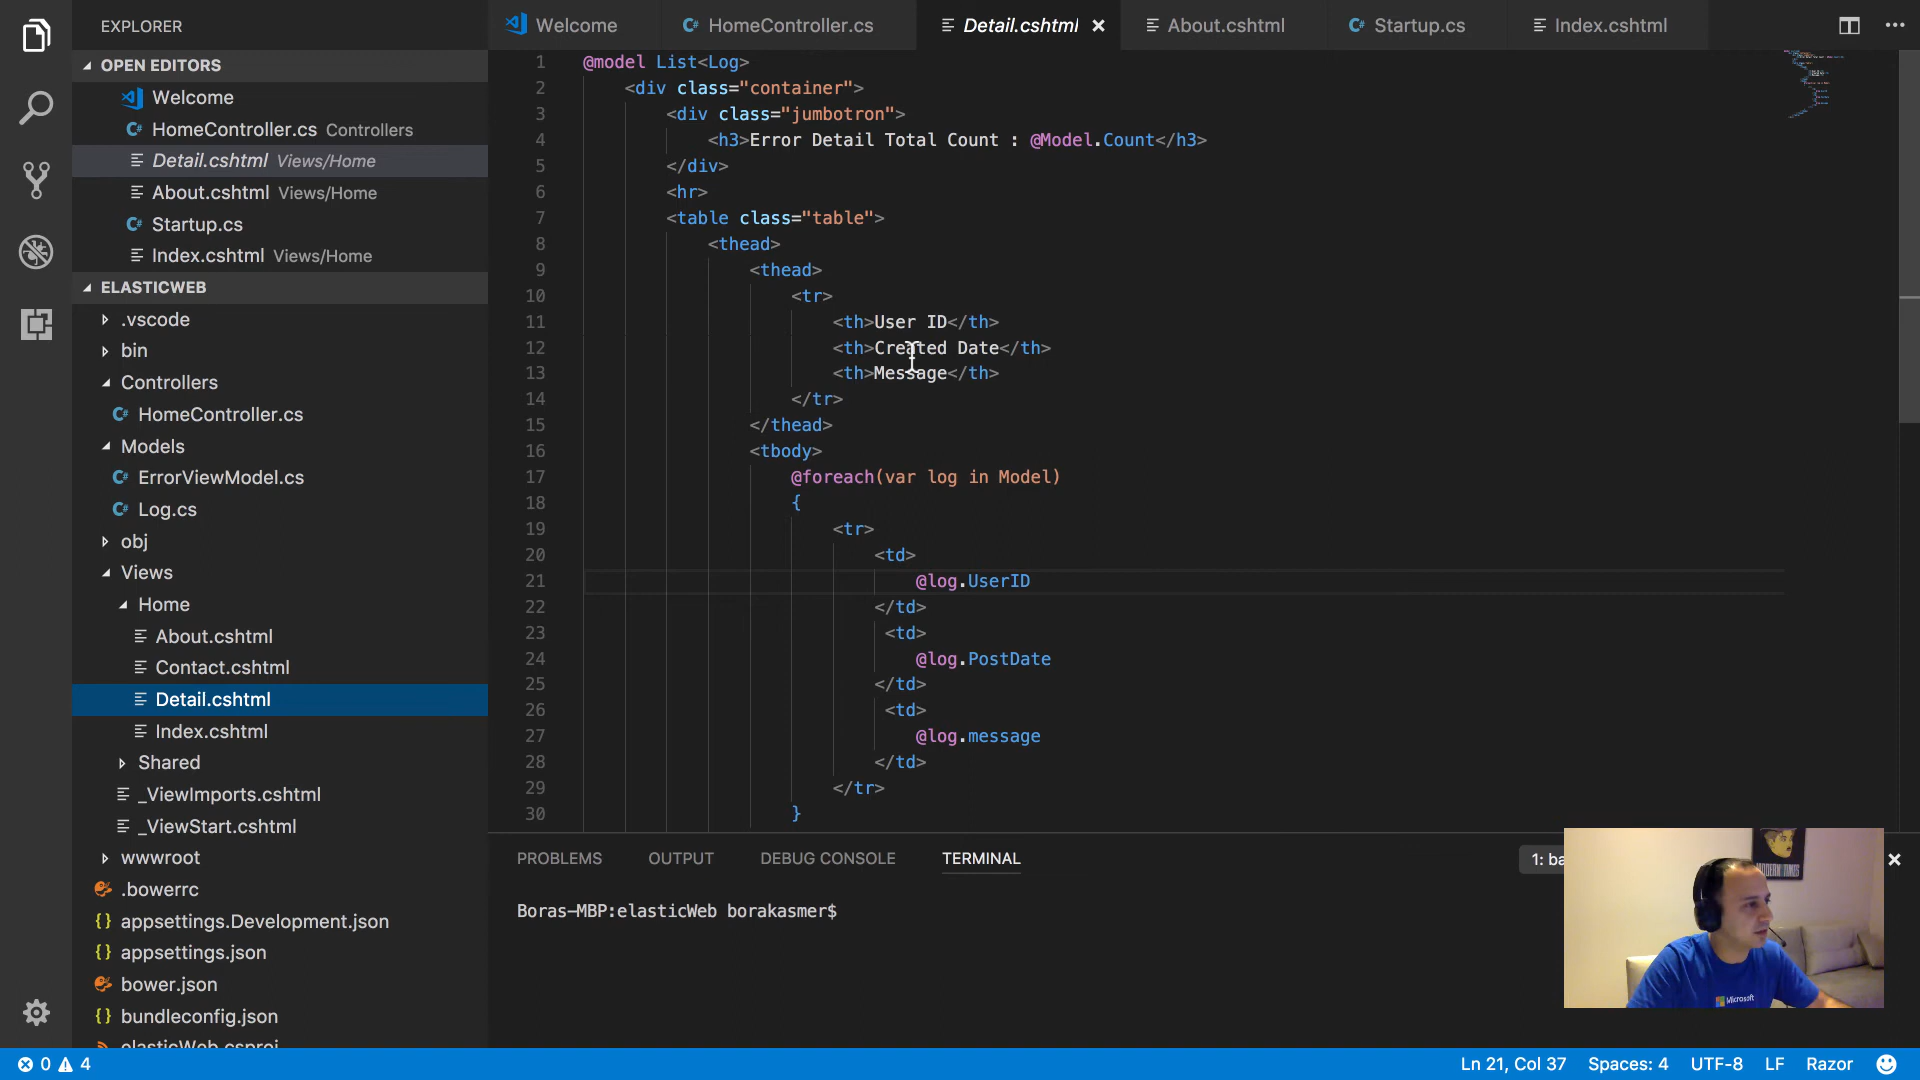 EXPLORER
OPEN EDITORS
Welcome
HomeController.cs Controllers
Detail.cshtml Views/Home
About.cshtml Views/Home
Startup.cs
Index.cshtml Views/Home
ELASTICWEB
.vscode
bin
Controllers
HomeController.cs
Models
ErrorViewModel.cs
Log.cs
obj
Views
Home
About.cshtml
Contact.cshtml
Detail.cshtml
Index.cshtml
Shared
_ViewImports.cshtml
_ViewStart.cshtml
wwwroot
.bowerrc
appsettings.Development.json
appsettings.json
bower.json
bundleconfig.json
elasticWeb.csproj
Welcome HomeController.cs Detail.cshtml About.cshtml Startup.cs Index.cshtml
1 @model List<Log>
2 <div class="container">
3 <div class="jumbotron">
4 <h3>Error Detail Total Count : @Model.Count</h3>
5 </div>
6 <hr>
7 <table class="table">
8 <thead>
9 <thead>
10 <tr>
11 <th>User ID</th>
12 <th>Created Date</th>
13 <th>Message</th>
14 </tr>
15 </thead>
16 <tbody>
17 @foreach(var log in Model)
18 {
19 <tr>
20 <td>
21 @log.UserID
22 </td>
23 <td>
24 @log.PostDate
25 </td>
26 <td>
27 @log.message
28 </td>
29 </tr>
30 }
PROBLEMS OUTPUT DEBUG CONSOLE TERMINAL 1: ba
Boras-MBP:elasticWeb borakasmer$
MODERN TIMES
Microsoft
0 4 Ln 21, Col 37 Spaces: 4 UTF-8 LF Razor